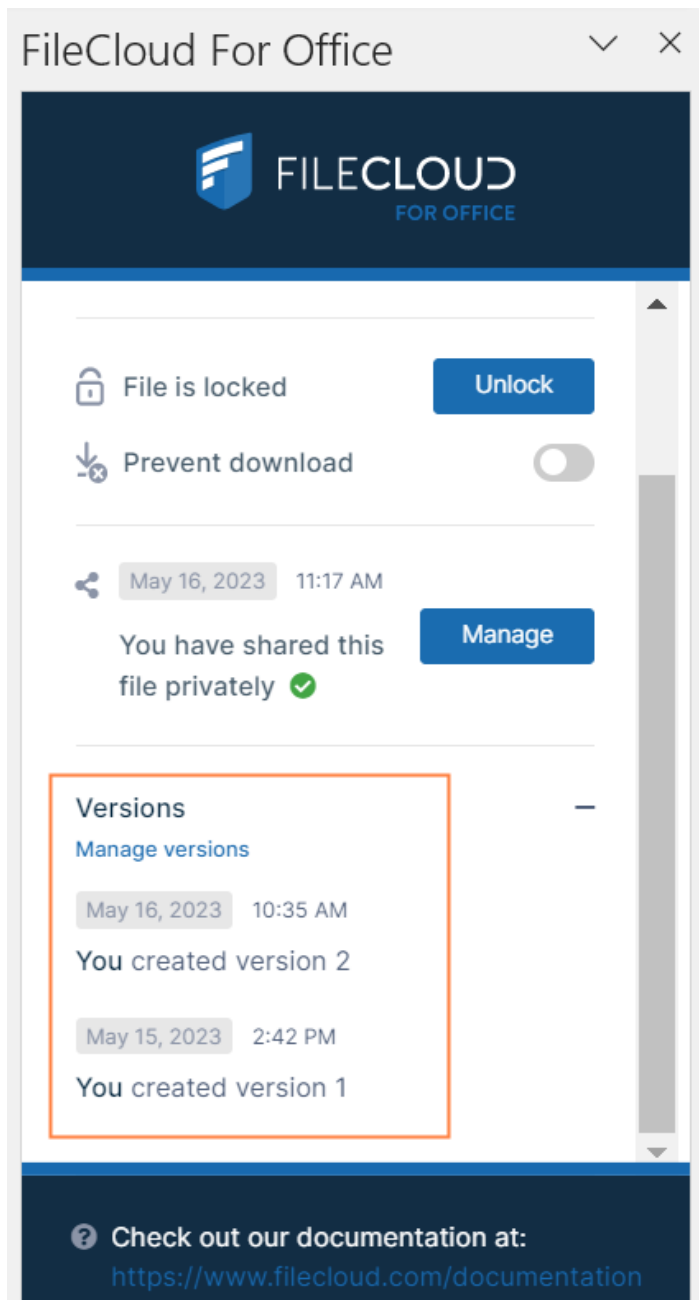 FileCloud For Office
FILECLOUD
FOR OFFICE
File is locked
Unlock
Prevent download
May 16, 2023 11:17 AM
You have shared this
file privately
Manage
Versions
Manage versions
May 16, 2023 10:35 AM
You created version 2
May 15, 2023 2:42 PM
You created version 1
Check out our documentation at:
https://www.filecloud.com/documentation